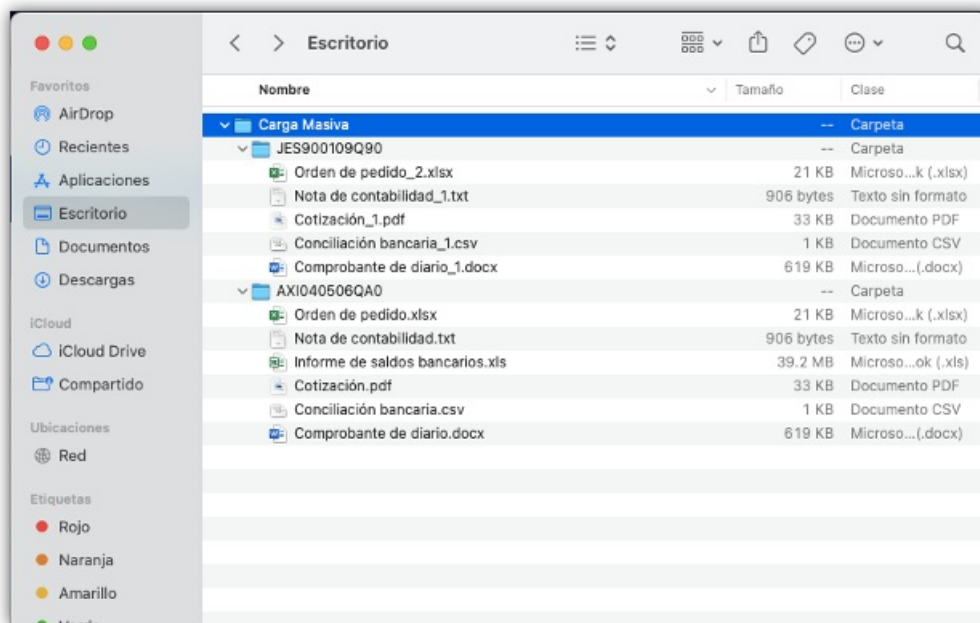 Escritorio
Favoritos
AirDrop
Recientes
Aplicaciones
Escritorio
Documentos
Descargas
iCloud
iCloud Drive
Compartido
Ubicaciones
Red
Etiquetas
Rojo
Naranja
Amarillo
Nombre Tamaño Clase
Carga Masiva -- Carpeta
JES900109Q90 -- Carpeta
Orden de pedido_2.xlsx 21 KB Microso...k (.xlsx)
Nota de contabilidad_1.txt 906 bytes Texto sin formato
Cotización_1.pdf 33 KB Documento PDF
Conciliación bancaria_1.csv 1 KB Documento CSV
Comprobante de diario_1.docx 619 KB Microso...(.docx)
AXI040506QA0 -- Carpeta
Orden de pedido.xlsx 21 KB Microso...k (.xlsx)
Nota de contabilidad.txt 906 bytes Texto sin formato
Informe de saldos bancarios.xls 39.2 MB Microso...ok (.xls)
Cotización.pdf 33 KB Documento PDF
Conciliación bancaria.csv 1 KB Documento CSV
Comprobante de diario.docx 619 KB Microso...(.docx)